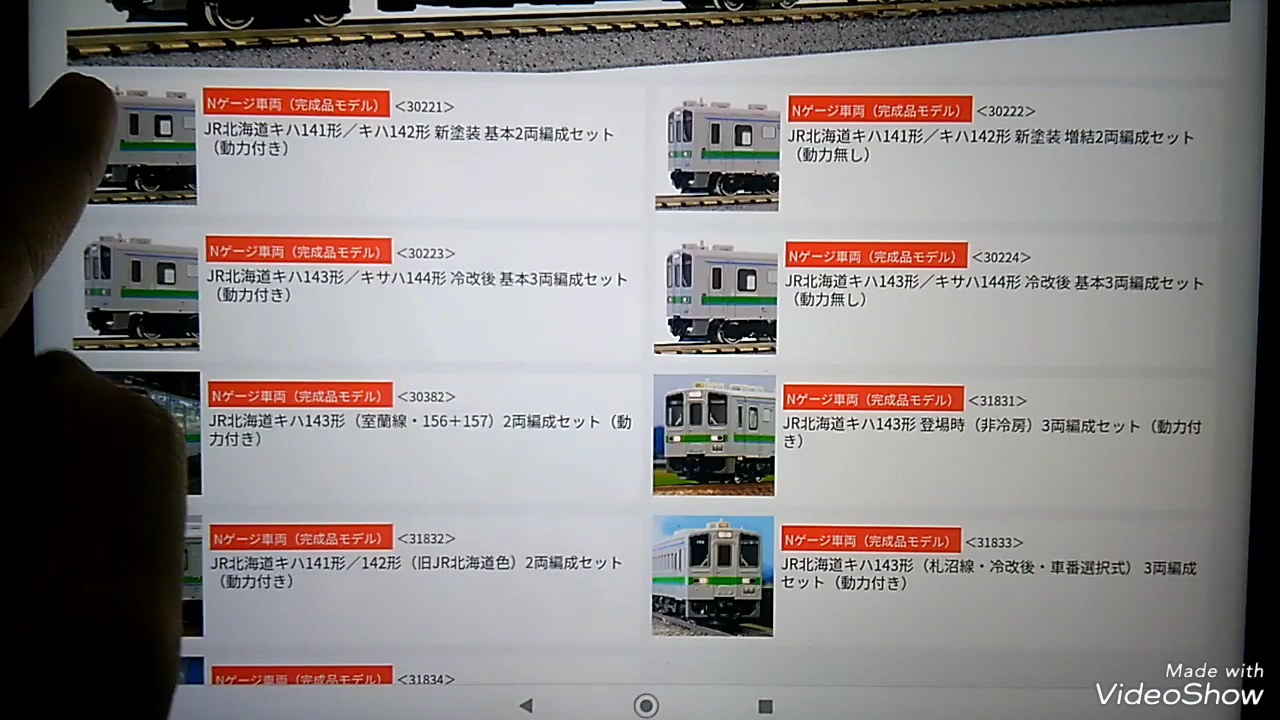 Nゲージ車両（完成品モデル） <30221>
JR北海道キハ141形／キハ142形 新塗装 基本2両編成セット
（動力付き）
Nゲージ車両（完成品モデル） <30222>
JR北海道キハ141形／キハ142形 新塗装 増結2両編成セット
（動力無し）
Nゲージ車両（完成品モデル） <30223>
JR北海道キハ143形／キサハ144形 冷改後 基本3両編成セット
（動力付き）
Nゲージ車両（完成品モデル） <30224>
JR北海道キハ143形／キサハ144形 冷改後 基本3両編成セット
（動力無し）
Nゲージ車両（完成品モデル） <30382>
JR北海道キハ143形（室蘭線・156＋157）2両編成セット（動
力付き）
Nゲージ車両（完成品モデル） <31831>
JR北海道キハ143形 登場時（非冷房）3両編成セット（動力付
き）
Nゲージ車両（完成品モデル） <31832>
JR北海道キハ141形／142形（旧JR北海道色）2両編成セット
（動力付き）
Nゲージ車両（完成品モデル） <31833>
JR北海道キハ143形（札沼線・冷改後・車番選択式） 3両編成
セット（動力付き）
Nゲージ車両（完成品モデル） <31834>
Made with
VideoShow